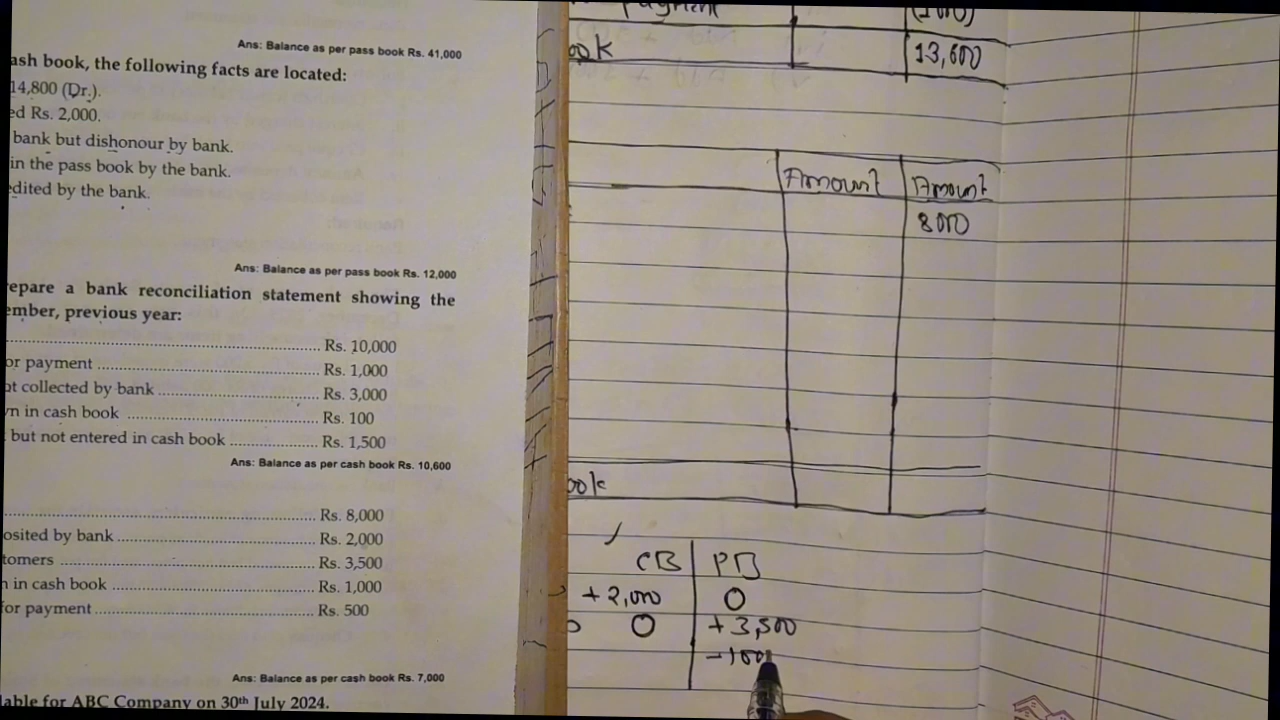 Ans: Balance as per pass book Rs. 41,000
ash book, the following facts are located:
14,800 (Dr.).
ed Rs. 2,000.
bank but dishonour by bank.
in the pass book by the bank.
edited by the bank.
Ans: Balance as per pass book Rs. 12,000
repare a bank reconciliation statement showing the
ember, previous year:
Rs. 10,000
or payment Rs. 1,000
ot collected by bank Rs. 3,000
n in cash book Rs. 100
but not entered in cash book Rs. 1,500
Ans: Balance as per cash book Rs. 10,600
Rs. 8,000
osited by bank Rs. 2,000
tomers Rs. 3,500
n in cash book Rs. 1,000
for payment Rs. 500
Ans: Balance as per cash book Rs. 7,000
lable for ABC Company on 30th July 2024.
payment
ook 13,600
Amount Amount
8000
ook
CB PB
+2,000 0
0 +3,500
-100